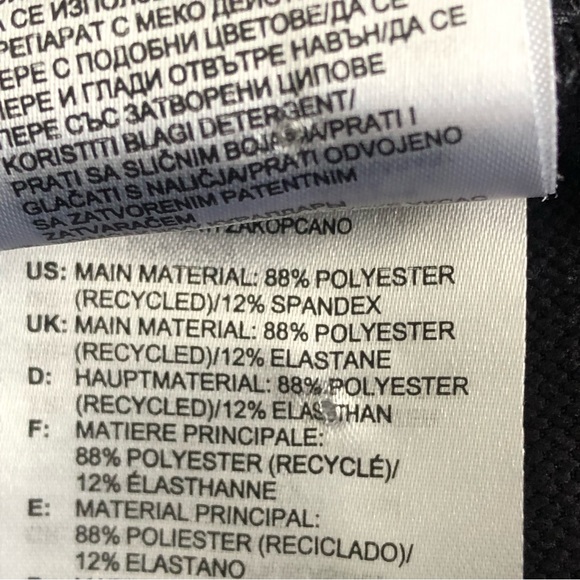 СЕ
ПРЕПАРАТ С МЕКО
ПЕРЕ С ПОДОБНИ ЦВЕТОВЕ/ДА СЕ
ПЕРЕ И ГЛАДИ ОТВЪТРЕ НАВЪН/ДА СЕ
ПЕРЕ СЪС ЗАТВОРЕНИ ЦИПОВЕ
KORISTITI BLAGI DETERGENT/
PRATI SA SLIČNIM BOJAMA/PRATI I
GLAČATI S NALIČJA/PRATI ODVOJENO
SA ZATVORENIM PATENTNIM
ZATVARAČEM
US: MAIN MATERIAL: 88% POLYESTER
(RECYCLED)/12% SPANDEX
UK: MAIN MATERIAL: 88% POLYESTER
(RECYCLED)/12% ELASTANE
D: HAUPTMATERIAL: 88% POLYESTER
(RECYCLED)/12% ELASTHAN
F: MATIERE PRINCIPALE:
88% POLYESTER (RECYCLÉ)/
12% ÉLASTHANNE
E: MATERIAL PRINCIPAL:
88% POLIESTER (RECICLADO)/
12% ELASTANO